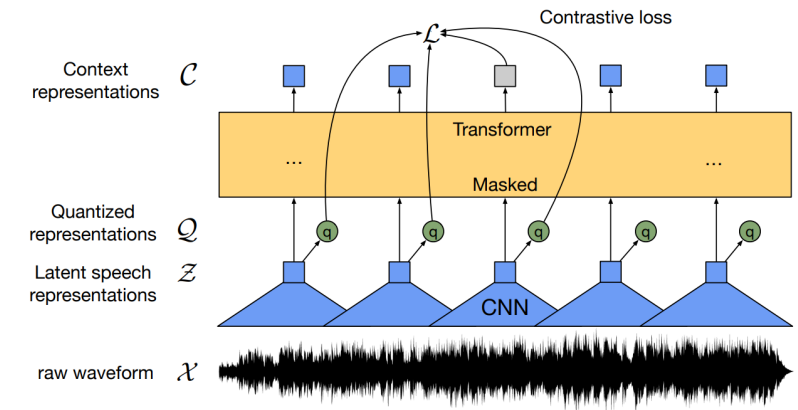 Contrastive loss
ℒ
Context
representations 𝒞
Transformer
... ...
Masked
Quantized
representations 𝒬
q q q q q
Latent speech
representations 𝒵
CNN
raw waveform 𝒳